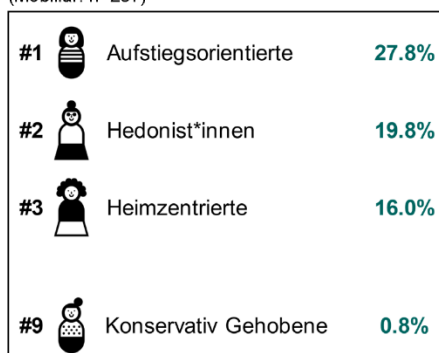 #1 Aufstiegsorientierte 27.8%
#2 Hedonist*innen 19.8%
#3 Heimzentrierte 16.0%
#9 Konservativ Gehobene 0.8%